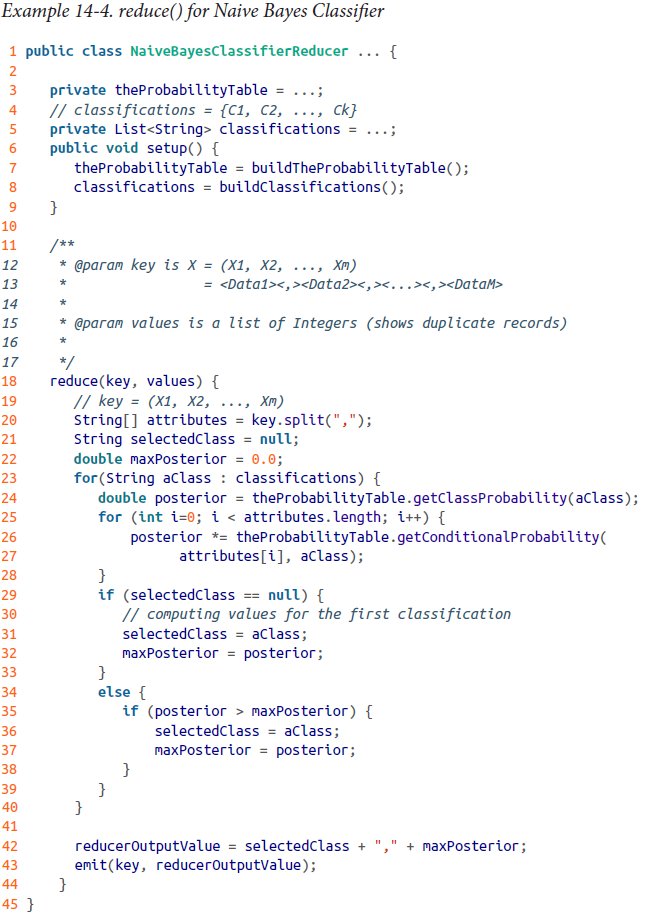 Example 14-4. reduce() for Naive Bayes Classifier
1 public class NaiveBayesClassifierReducer ... {
2
3    private theProbabilityTable = ...;
4    // classifications = {C1, C2, ..., Ck}
5    private List<String> classifications = ...;
6    public void setup() {
7       theProbabilityTable = buildTheProbabilityTable();
8       classifications = buildClassifications();
9    }
10
11    /**
12     * @param key is X = (X1, X2, ..., Xm)
13     *                 = <Data1><,><Data2><,><...><,><DataM>
14     *
15     * @param values is a list of Integers (shows duplicate records)
16     *
17     */
18    reduce(key, values) {
19       // key = (X1, X2, ..., Xm)
20       String[] attributes = key.split(",");
21       String selectedClass = null;
22       double maxPosterior = 0.0;
23       for(String aClass : classifications) {
24          double posterior = theProbabilityTable.getClassProbability(aClass);
25          for (int i=0; i < attributes.length; i++) {
26              posterior *= theProbabilityTable.getConditionalProbability(
27                    attributes[i], aClass);
28          }
29          if (selectedClass == null) {
30             // computing values for the first classification
31             selectedClass = aClass;
32             maxPosterior = posterior;
33          }
34          else {
35             if (posterior > maxPosterior) {
36                 selectedClass = aClass;
37                 maxPosterior = posterior;
38             }
39          }
40       }
41
42       reducerOutputValue = selectedClass + "," + maxPosterior;
43       emit(key, reducerOutputValue);
44     }
45 }